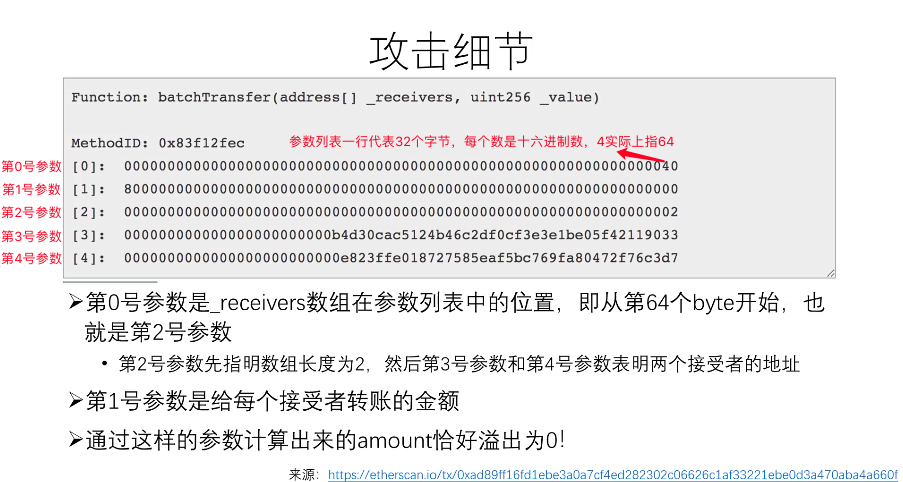 攻击细节
Function: batchTransfer(address[] _receivers, uint256 _value)
MethodID: 0x83f12fec 参数列表一行代表32个字节，每个数是十六进制数，4实际上指64
第0号参数 [0]: 0000000000000000000000000000000000000000000000000000000000000040
第1号参数 [1]: 8000000000000000000000000000000000000000000000000000000000000000
第2号参数 [2]: 0000000000000000000000000000000000000000000000000000000000000002
第3号参数 [3]: 000000000000000000000000b4d30cac5124b46c2df0cf3e3e1be05f42119033
第4号参数 [4]: 0000000000000000000000000e823ffe018727585eaf5bc769fa80472f76c3d7
➢第0号参数是_receivers数组在参数列表中的位置，即从第64个byte开始，也
就是第2号参数
• 第2号参数先指明数组长度为2，然后第3号参数和第4号参数表明两个接受者的地址
➢第1号参数是给每个接受者转账的金额
➢通过这样的参数计算出来的amount恰好溢出为0！
来源：https://etherscan.io/tx/0xad89ff16fd1ebe3a0a7cf4ed282302c06626c1af33221ebe0d3a470aba4a660f